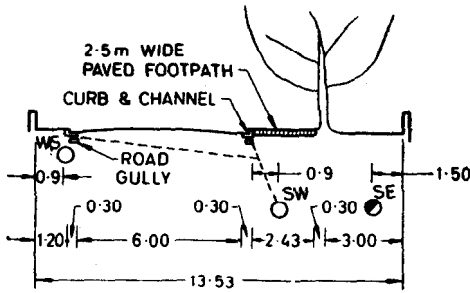 2·5m WIDE
PAVED FOOTPATH
CURB & CHANNEL
WS
ROAD
GULLY
0·9
0·9
1·50
SW
SE
0·30
0·30
0·30
1·20
6·00
2·43
3·00
13·53